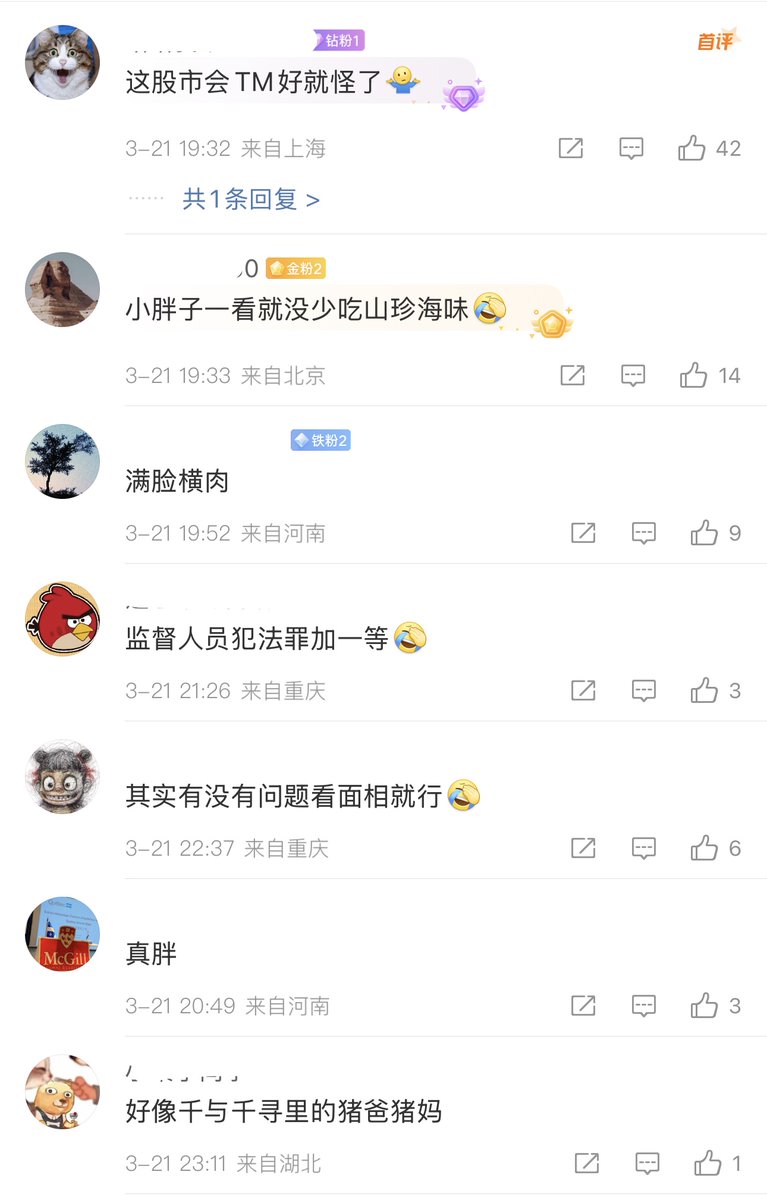 钻粉1
首评
这股市会TM好就怪了
3-21 19:32 来自上海
42
共1条回复 >
0 金粉2
小胖子一看就没少吃山珍海味
3-21 19:33 来自北京
14
铁粉2
满脸横肉
3-21 19:52 来自河南
9
监督人员犯法罪加一等
3-21 21:26 来自重庆
3
其实有没有问题看面相就行
3-21 22:37 来自重庆
6
McGill
真胖
3-21 20:49 来自河南
3
好像千与千寻里的猪爸猪妈
3-21 23:11 来自湖北
1